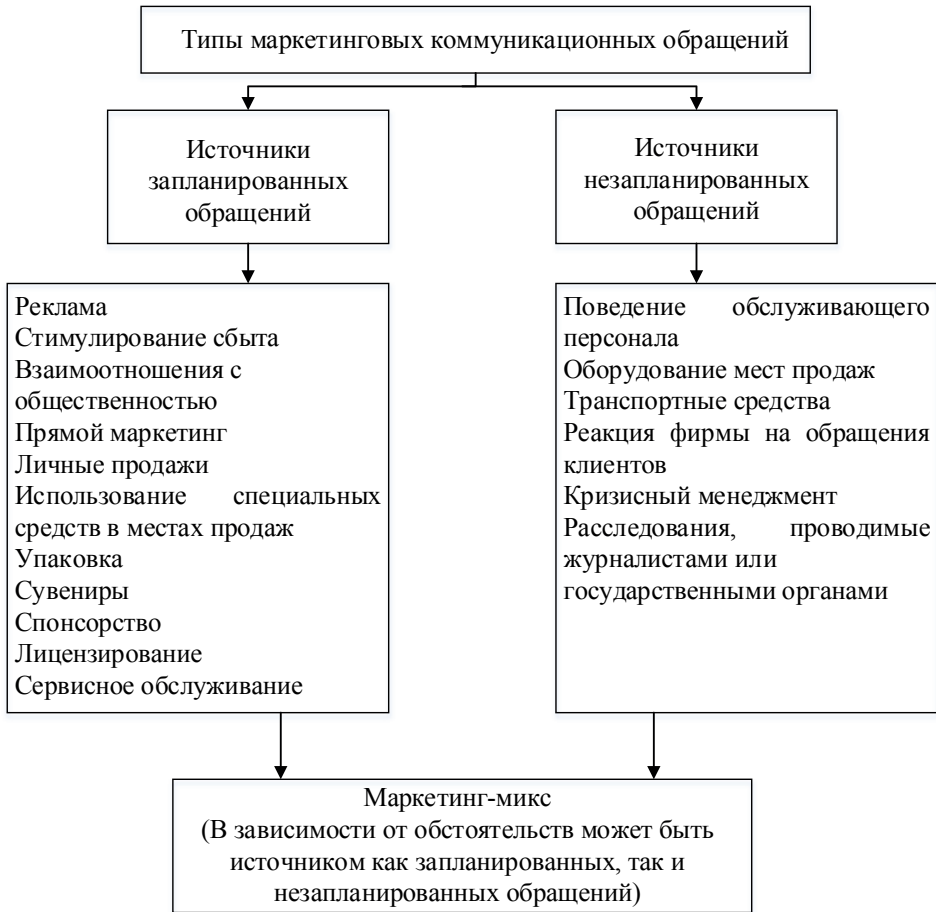 Типы маркетинговых коммуникационных обращений
Источники
запланированных
обращений
Источники
незапланированных
обращений
Реклама
Стимулирование сбыта
Взаимоотношения с
общественностью
Прямой маркетинг
Личные продажи
Использование специальных
средств в местах продаж
Упаковка
Сувениры
Спонсорство
Лицензирование
Сервисное обслуживание
Поведение обслуживающего
персонала
Оборудование мест продаж
Транспортные средства
Реакция фирмы на обращения
клиентов
Кризисный менеджмент
Расследования, проводимые
журналистами или
государственными органами
Маркетинг-микс
(В зависимости от обстоятельств может быть
источником как запланированных, так и
незапланированных обращений)